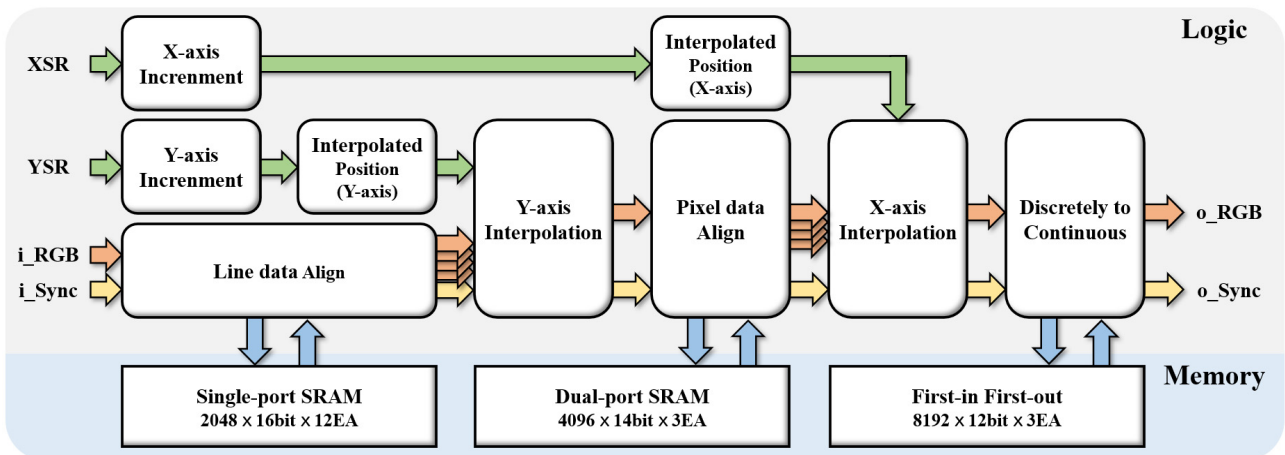 Logic
XSR
X-axis
Increnment
Interpolated
Position
(X-axis)
YSR
Y-axis
Increnment
Interpolated
Position
(Y-axis)
Y-axis
Interpolation
Pixel data
Align
X-axis
Interpolation
Discretely to
Continuous
o_RGB
o_Sync
i_RGB
i_Sync
Line data Align
Memory
Single-port SRAM
2048 x 16bit x 12EA
Dual-port SRAM
4096 x 14bit x 3EA
First-in First-out
8192 x 12bit x 3EA